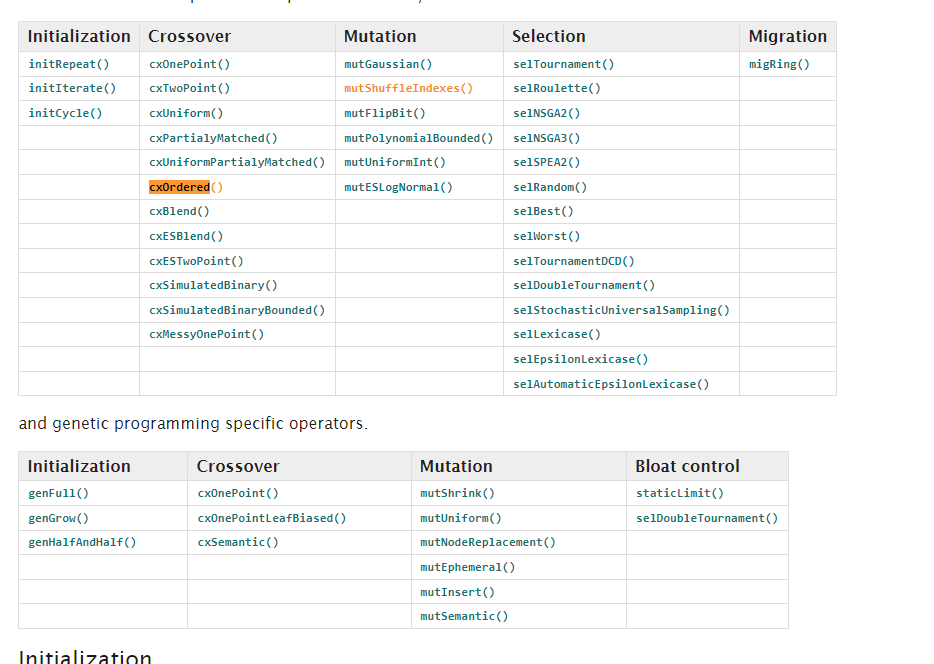 Initialization Crossover Mutation Selection Migration
initRepeat() cxOnePoint() mutGaussian() selTournament() migRing()
initIterate() cxTwoPoint() mutShuffleIndexes() selRoulette()
initCycle() cxUniform() mutFlipBit() selNSGA2()
cxPartialyMatched() mutPolynomialBounded() selNSGA3()
cxUniformPartialyMatched() mutUniformInt() selSPEA2()
cxOrdered() mutESLogNormal() selRandom()
cxBlend() selBest()
cxESBlend() selWorst()
cxESTwoPoint() selTournamentDCD()
cxSimulatedBinary() selDoubleTournament()
cxSimulatedBinaryBounded() selStochasticUniversalSampling()
cxMessyOnePoint() selLexicase()
selEpsilonLexicase()
selAutomaticEpsilonLexicase()
and genetic programming specific operators.
Initialization Crossover Mutation Bloat control
genFull() cxOnePoint() mutShrink() staticLimit()
genGrow() cxOnePointLeafBiased() mutUniform() selDoubleTournament()
genHalfAndHalf() cxSemantic() mutNodeReplacement()
mutEphemeral()
mutInsert()
mutSemantic()
Initialization